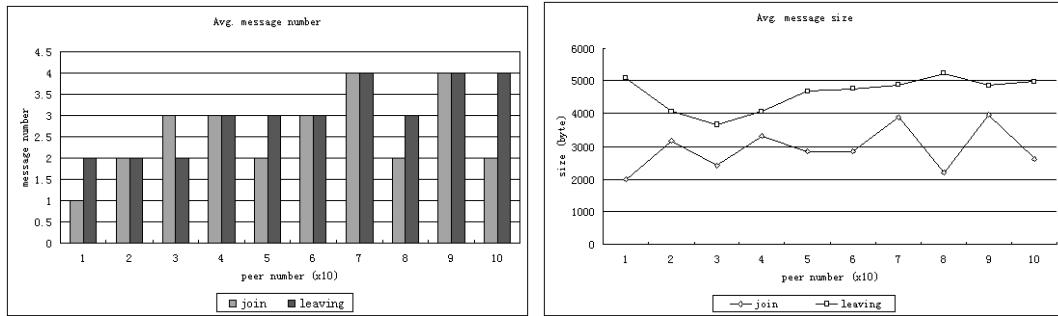 Avg. message number
4.5
4
3.5
3
2.5
2
1.5
1
0.5
0
message number
1 2 3 4 5 6 7 8 9 10
peer number (x10)
join leaving
Avg. message size
6000
5000
4000
3000
2000
1000
0
size (byte)
1 2 3 4 5 6 7 8 9 10
peer number (x10)
join leaving